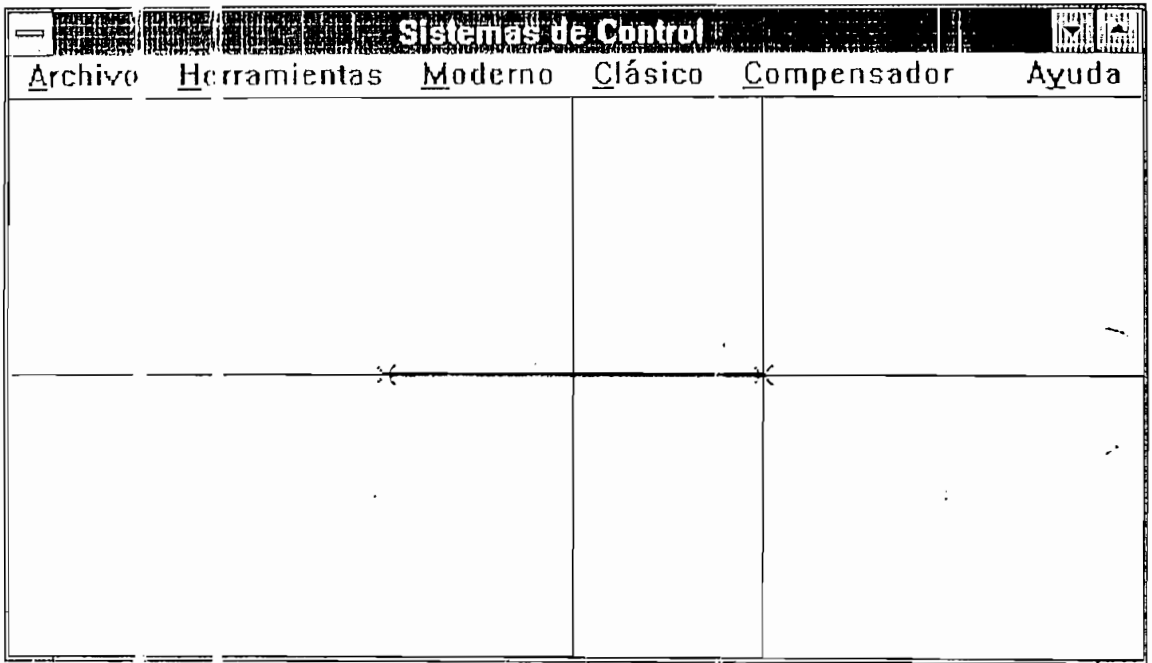 Sistemas de Control
Archivo Herramientas Moderno Clásico Compensador Ayuda